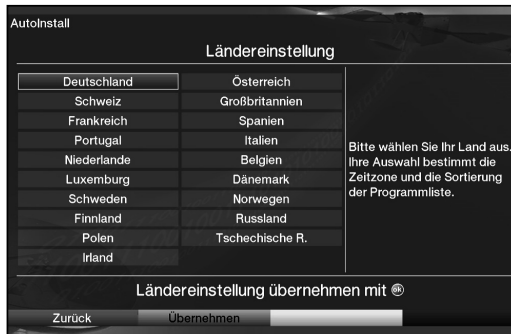 AutoInstall
Ländereinstellung
Deutschland Österreich
Schweiz Großbritannien
Frankreich Spanien
Portugal Italien
Niederlande Belgien
Luxemburg Dänemark
Schweden Norwegen
Finnland Russland
Polen Tschechische R.
Irland
Bitte wählen Sie Ihr Land aus.
Ihre Auswahl bestimmt die
Zeitzone und die Sortierung
der Programmliste.
Ländereinstellung übernehmen mit ok
Zurück Übernehmen